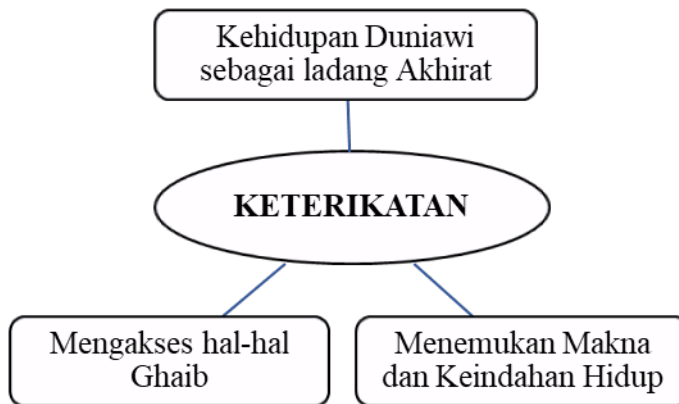 Kehidupan Duniawi
sebagai ladang Akhirat
KETERIKATAN
Mengakses hal-hal
Ghaib
Menemukan Makna
dan Keindahan Hidup